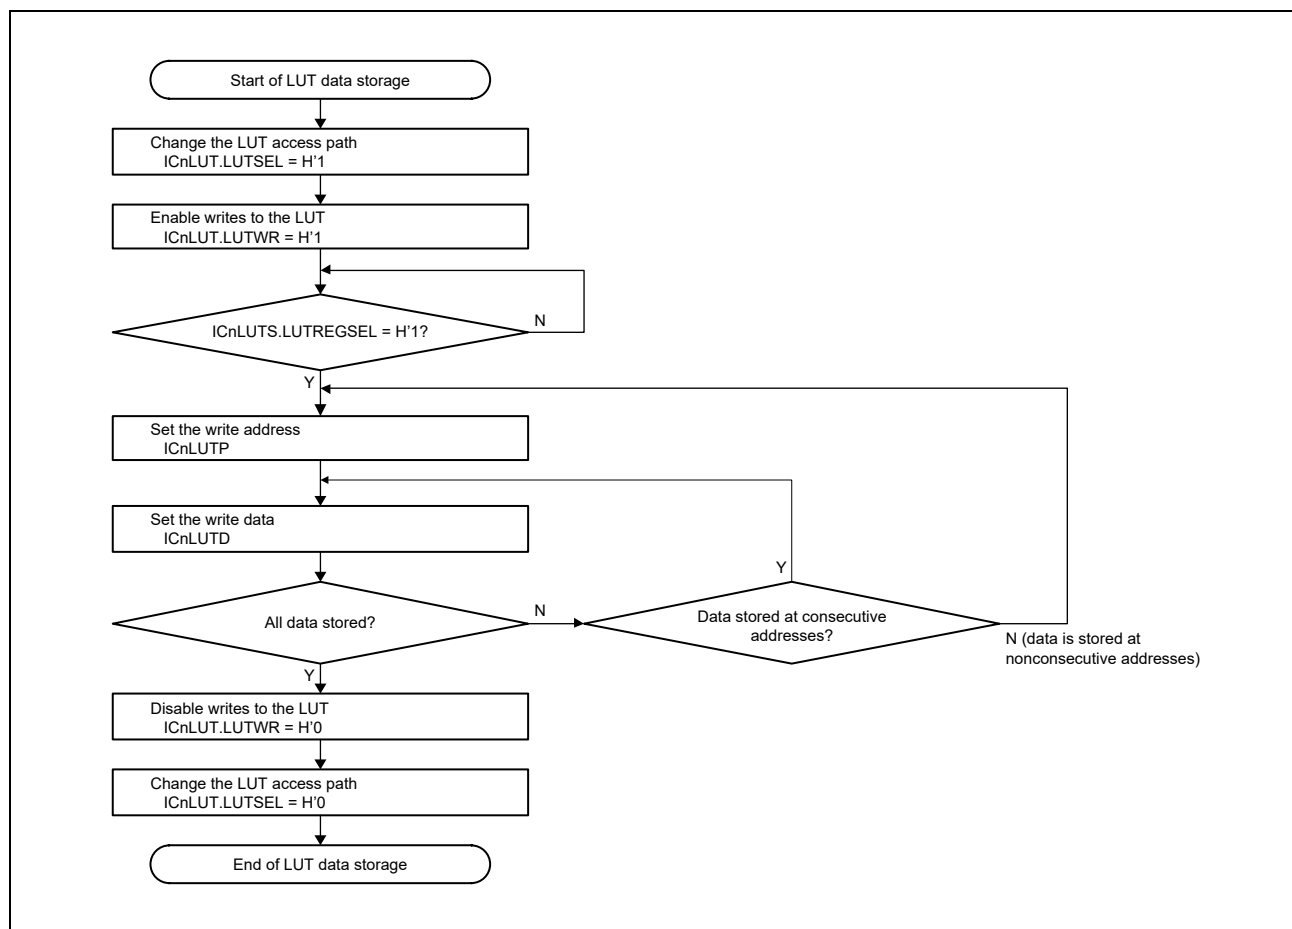 Start of LUT data storage
Change the LUT access path
ICnLUT.LUTSEL = H'1
Enable writes to the LUT
ICnLUT.LUTWR = H'1
ICnLUTS.LUTREGSEL = H'1?
N
Y
Set the write address
ICnLUTP
Set the write data
ICnLUTD
All data stored?
N
Y
Data stored at consecutive
addresses?
Y
N (data is stored at
nonconsecutive addresses)
Disable writes to the LUT
ICnLUT.LUTWR = H'0
Change the LUT access path
ICnLUT.LUTSEL = H'0
End of LUT data storage